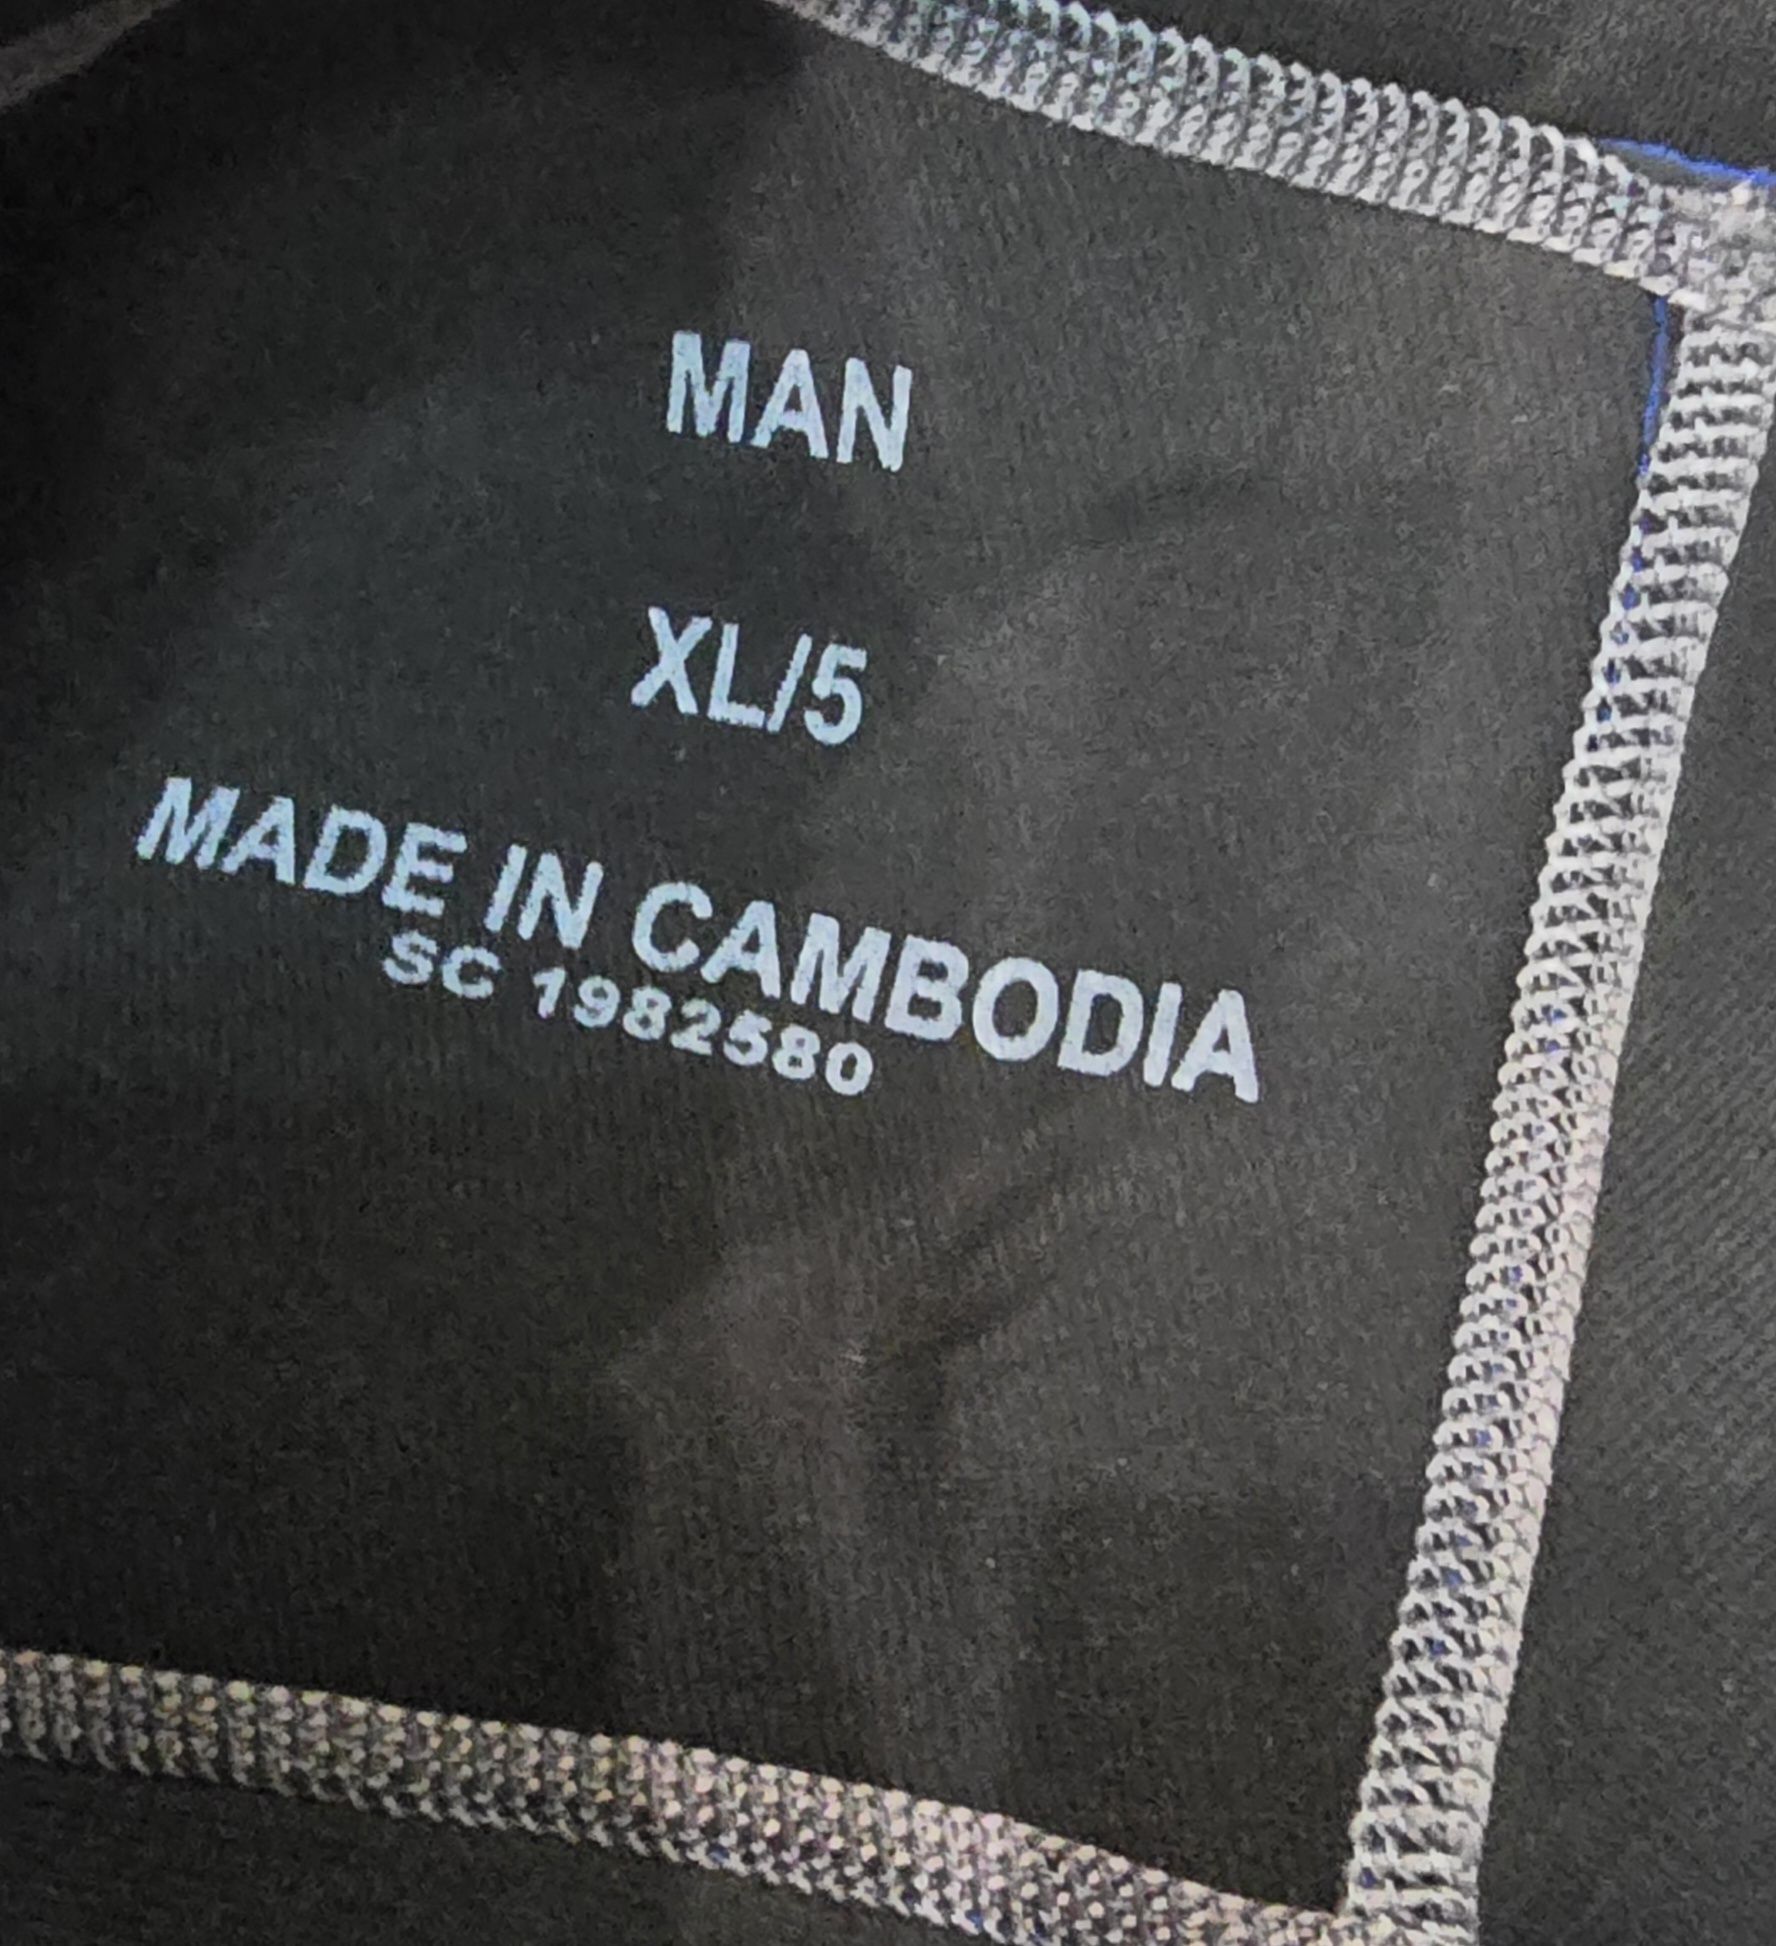 MAN
XL/5
MADE IN CAMBODIA
SC 1982580